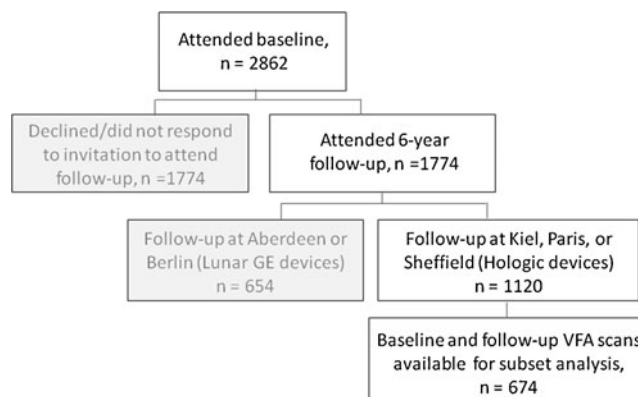 Attended baseline,
n = 2862
Declined/did not respond
to invitation to attend
follow-up, n =1774
Attended 6-year
follow-up, n =1774
Follow-up at Aberdeen or
Berlin (Lunar GE devices)
n = 654
Follow-up at Kiel, Paris, or
Sheffield (Hologic devices)
n = 1120
Baseline and follow-up VFA scans
available for subset analysis,
n = 674